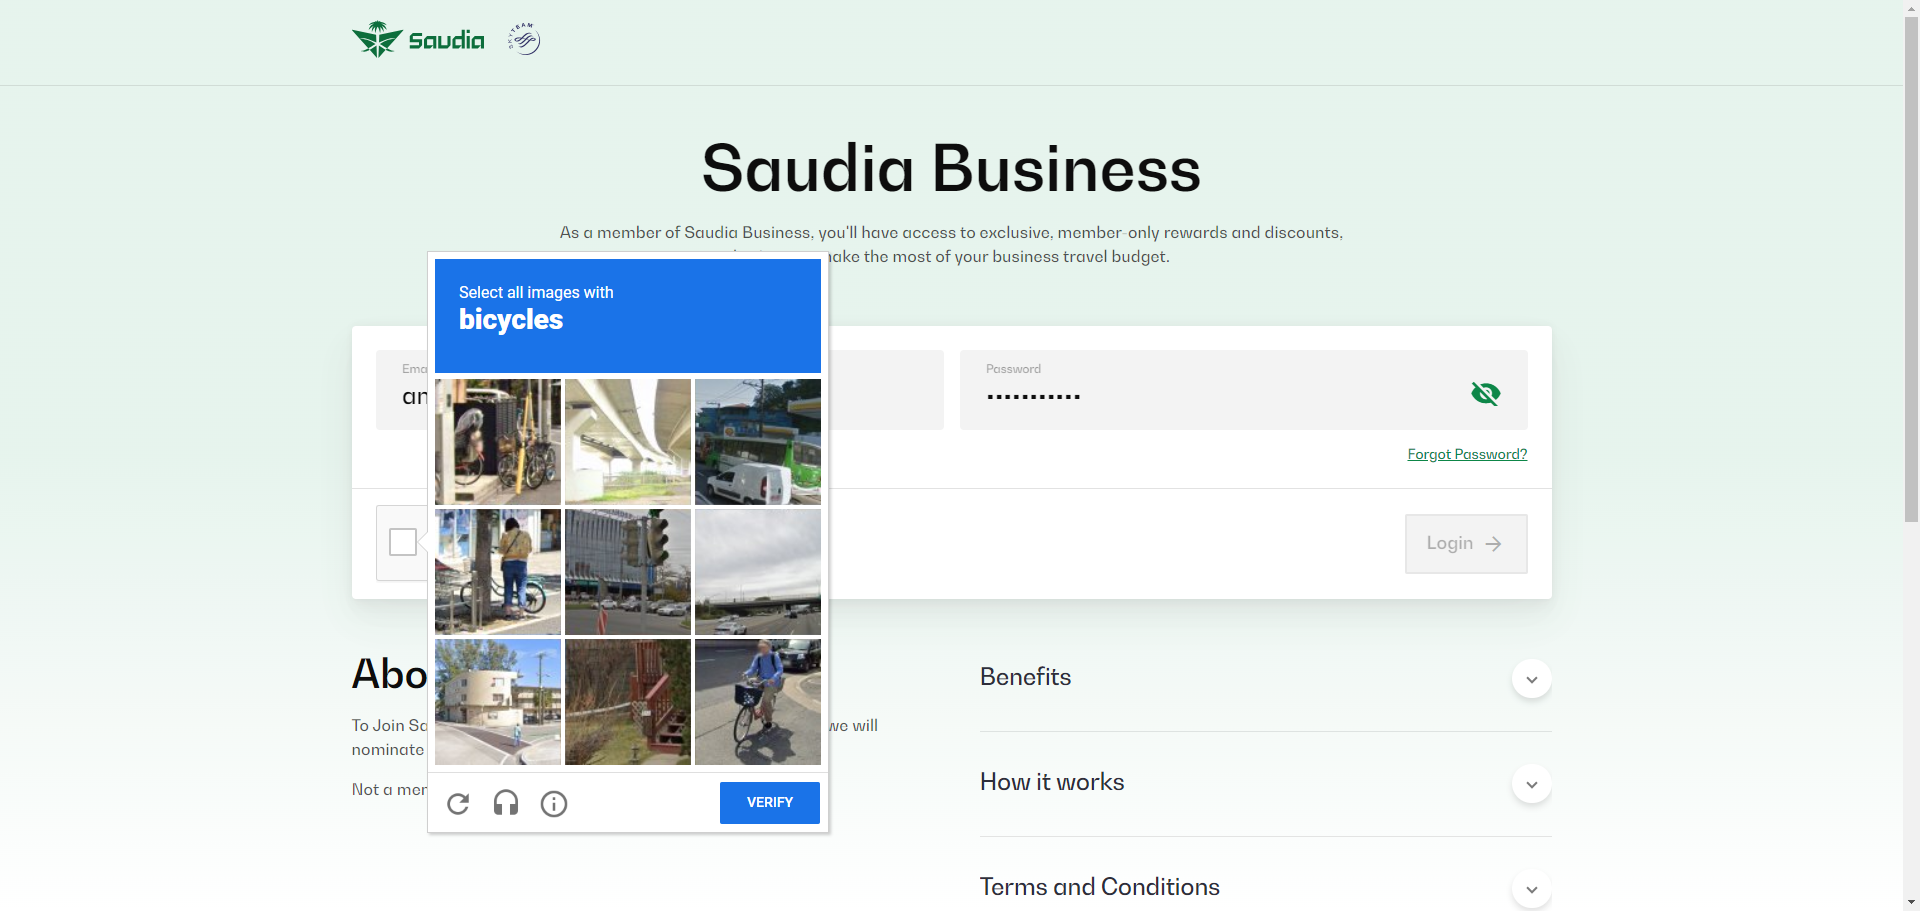 Saudia
SKYTEAM
Saudia Business
As a member of Saudia Business, you'll have access to exclusive, member-only rewards and discounts,
make the most of your business travel budget.
Select all images with
bicycles
Ema
an
Password
•••••••••••
Forgot Password?
Login
Abo
To Join Sa
we will
nominate
Not a mer
VERIFY
Benefits
How it works
Terms and Conditions